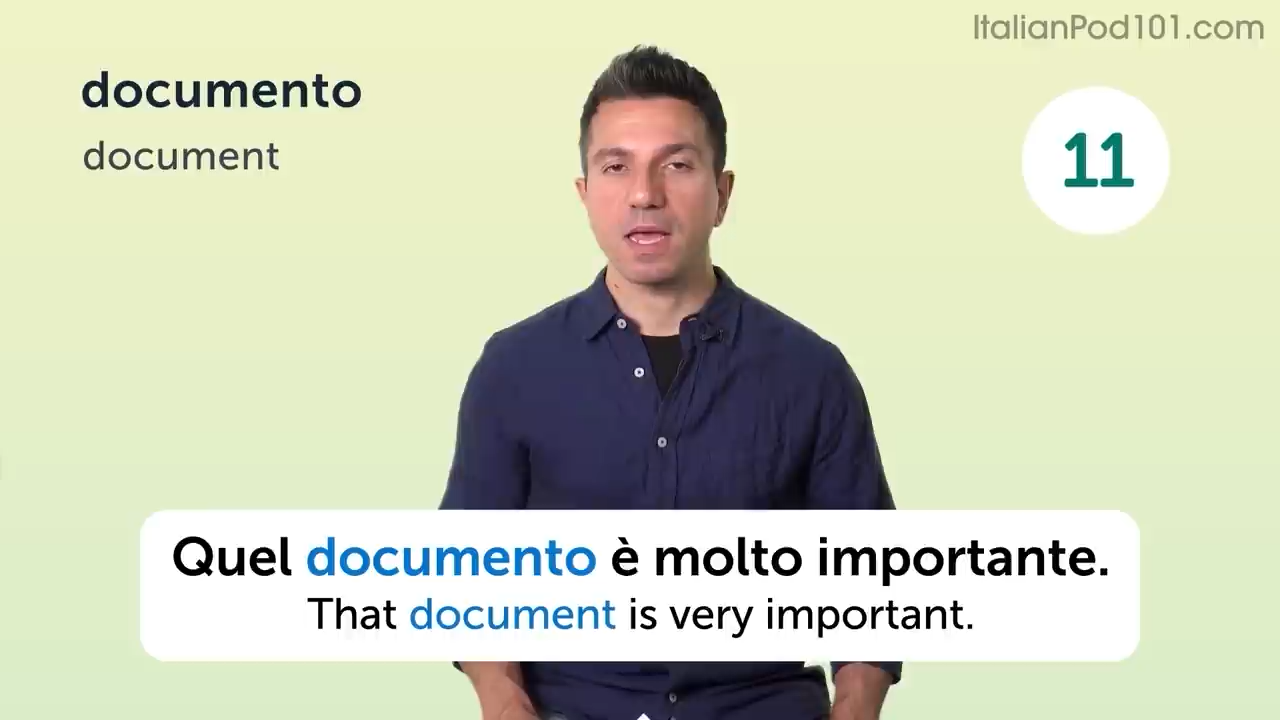 ItalianPod101.com
documento
document
11
Quel documento è molto importante.
That document is very important.